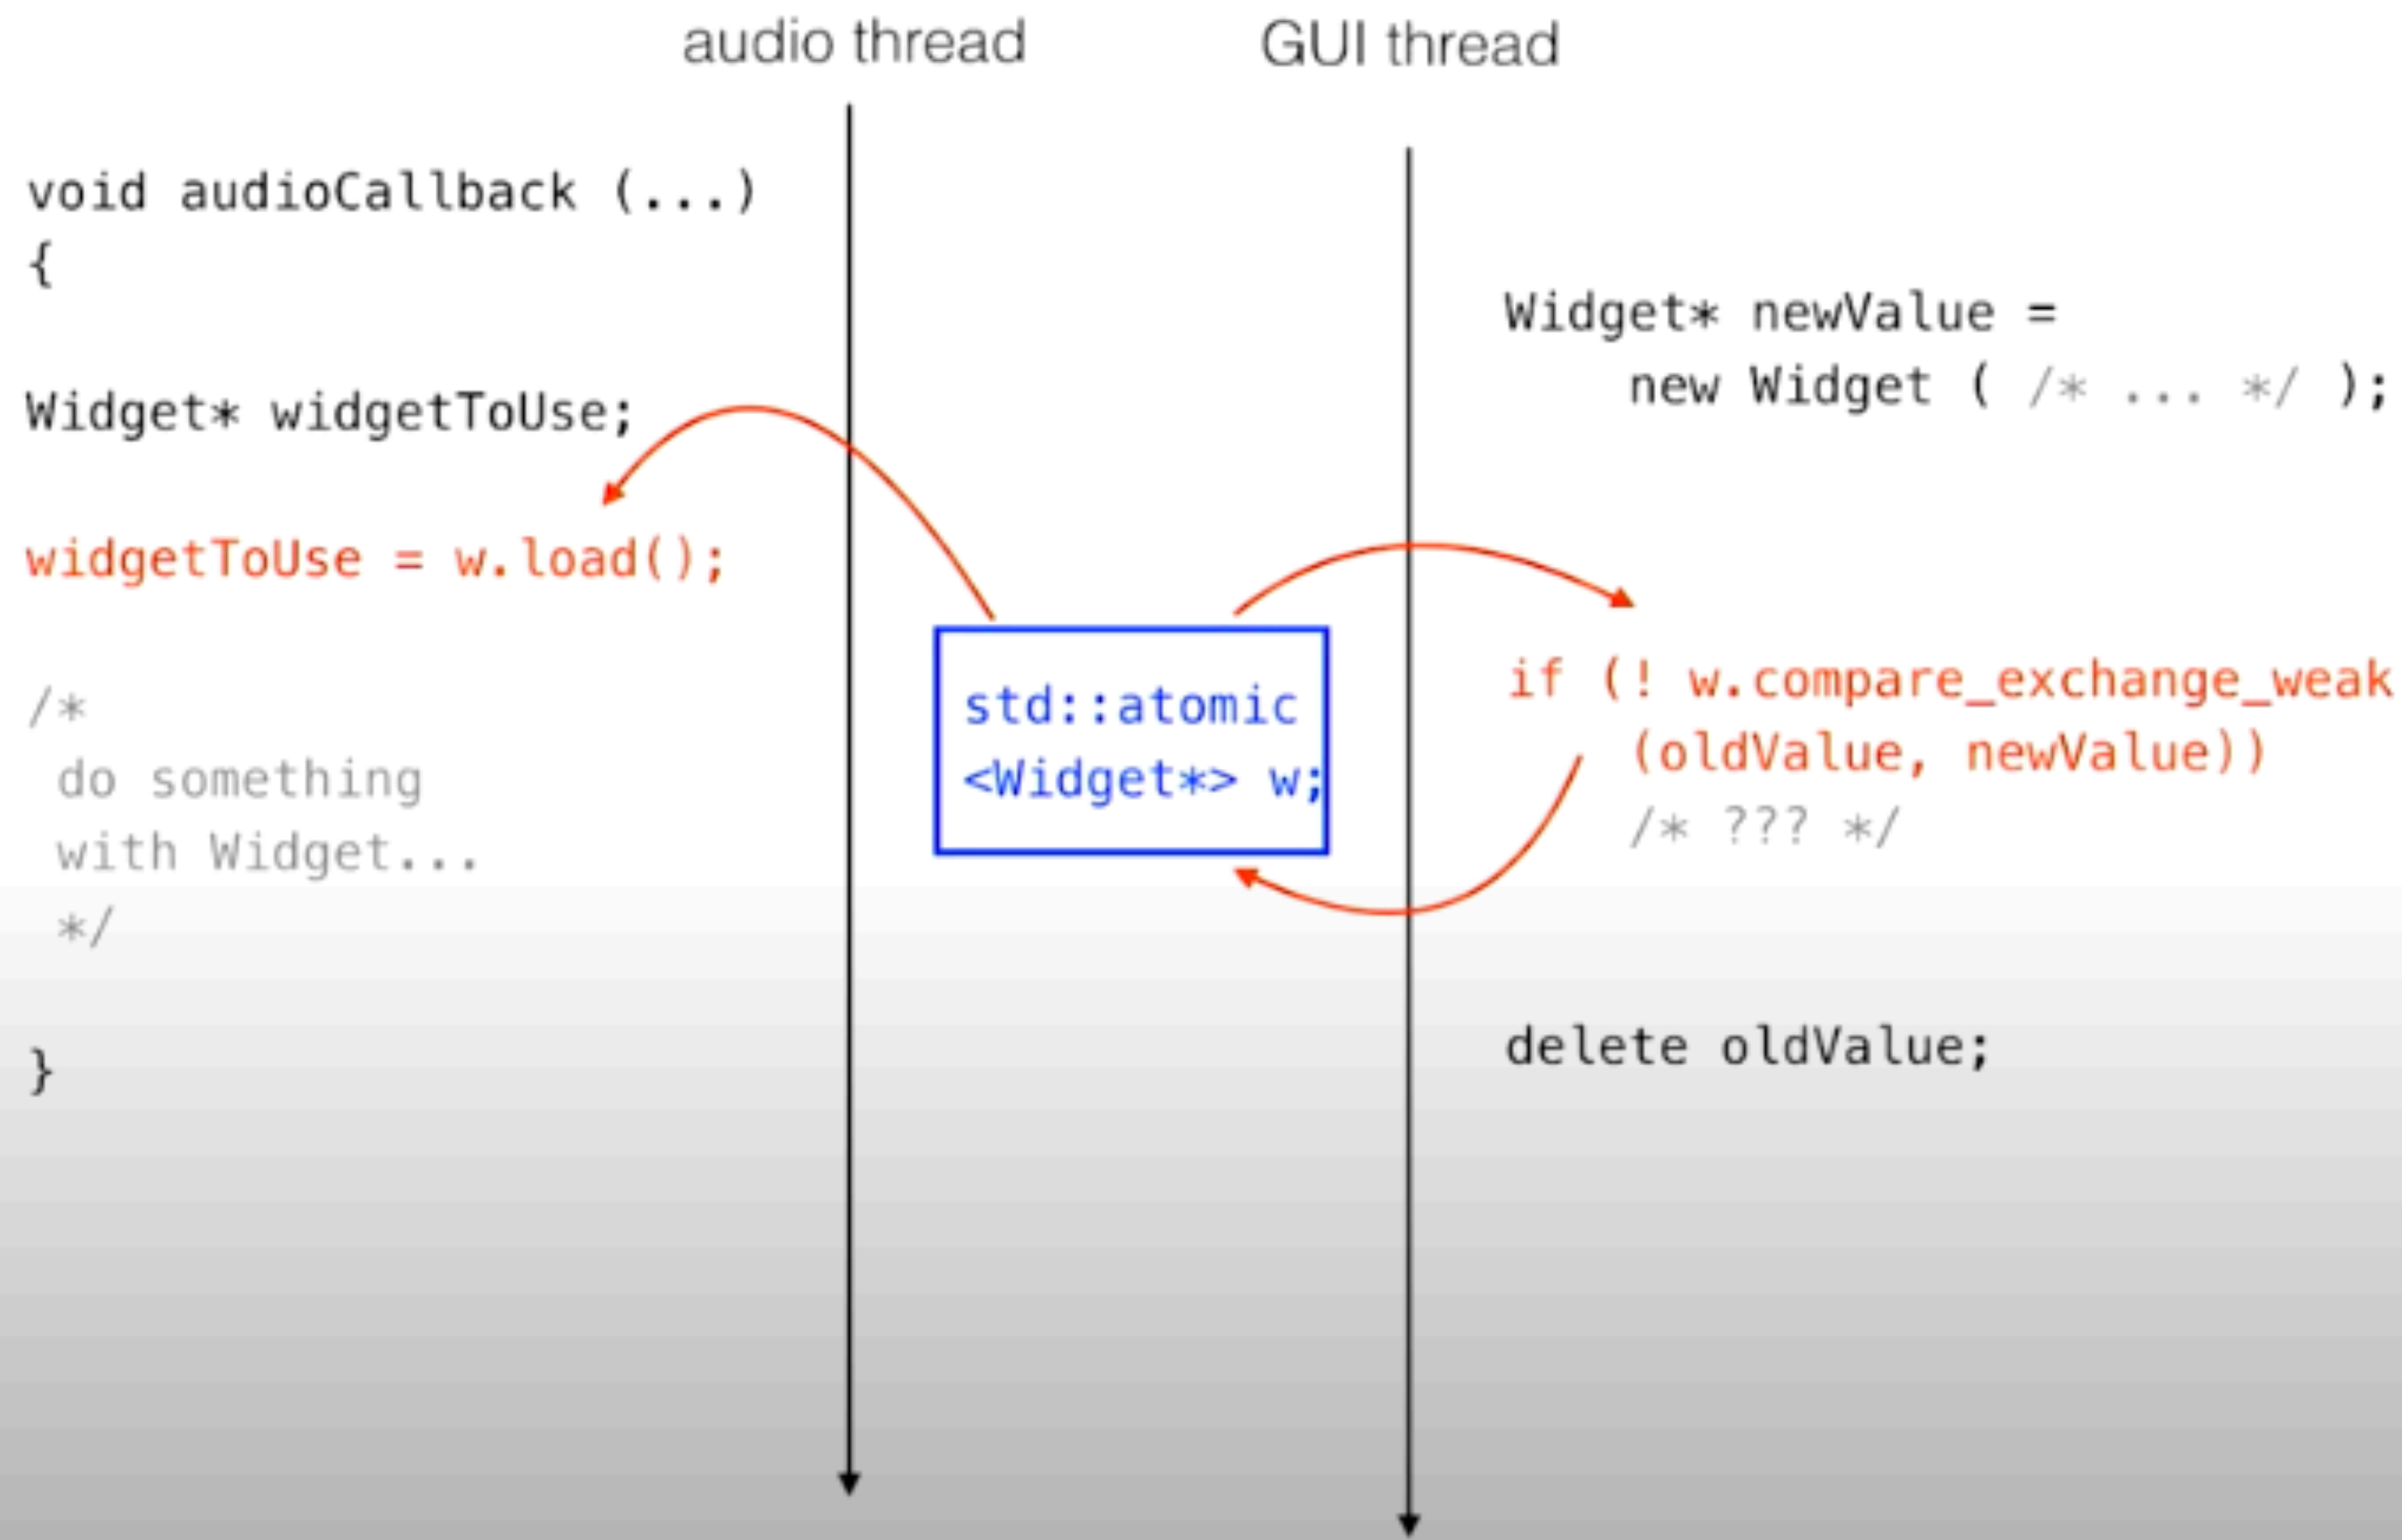 audio thread
GUI thread
void audioCallback (...)
{
Widget* widgetToUse;
widgetToUse = w.load();
/*
do something
with Widget...
*/
}
std::atomic
<Widget*> w;
Widget* newValue =
new Widget ( /* ... */ );
if (! w.compare_exchange_weak
(oldValue, newValue))
/* ??? */
delete oldValue;